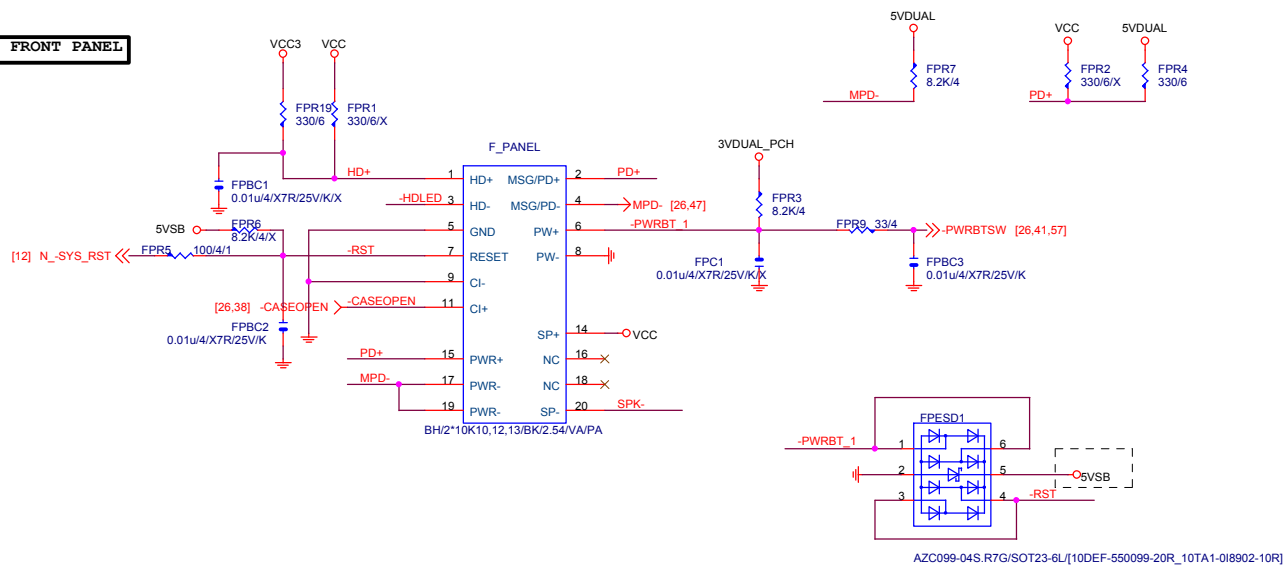 FRONT PANEL
VCC3
VCC
FPR19
330/6
FPR1
330/6/X
5VDUAL
FPR7
8.2K/4
MPD-
VCC
5VDUAL
FPR2
330/6/X
FPR4
330/6
PD+
F_PANEL
HD+
1
HD+
MSG/PD+
2
PD+
-HDLED
3
HD-
MSG/PD-
4
MPD- [26,47]
5
GND
PW+
6
-PWRBT_1
-RST
7
RESET
PW-
8
9
CI-
-CASEOPEN
11
CI+
SP+
14
VCC
PD+
15
PWR+
NC
16
MPD-
17
PWR-
NC
18
19
PWR-
SP-
20
SPK-
BH/2*10K10,12,13/BK/2.54/VA/PA
FPBC1
0.01u/4/X7R/25V/K/X
5VSB
FPR6
8.2K/4/X
[12] N_-SYS_RST
FPR5
100/4/1
[26,38] -CASEOPEN
FPBC2
0.01u/4/X7R/25V/K
3VDUAL_PCH
FPR3
8.2K/4
FPR9
33/4
-PWRBTSW [26,41,57]
FPC1
0.01u/4/X7R/25V/K/X
FPBC3
0.01u/4/X7R/25V/K
FPESD1
-PWRBT_1
1
6
2
5
5VSB
3
4
-RST
AZC099-04S.R7G/SOT23-6L/[10DEF-550099-20R_10TA1-0I8902-10R]